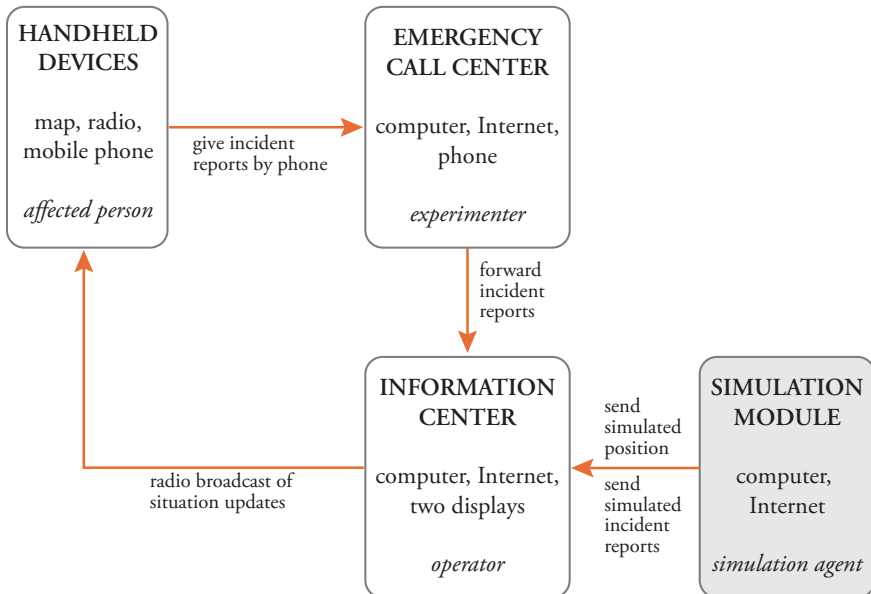 HANDHELD
DEVICES
map, radio,
mobile phone
affected person
give incident
reports by phone
EMERGENCY
CALL CENTER
computer, Internet,
phone
experimenter
forward
incident
reports
INFORMATION
CENTER
computer, Internet,
two displays
operator
radio broadcast of
situation updates
send
simulated
position
send
simulated
incident
reports
SIMULATION
MODULE
computer,
Internet
simulation agent